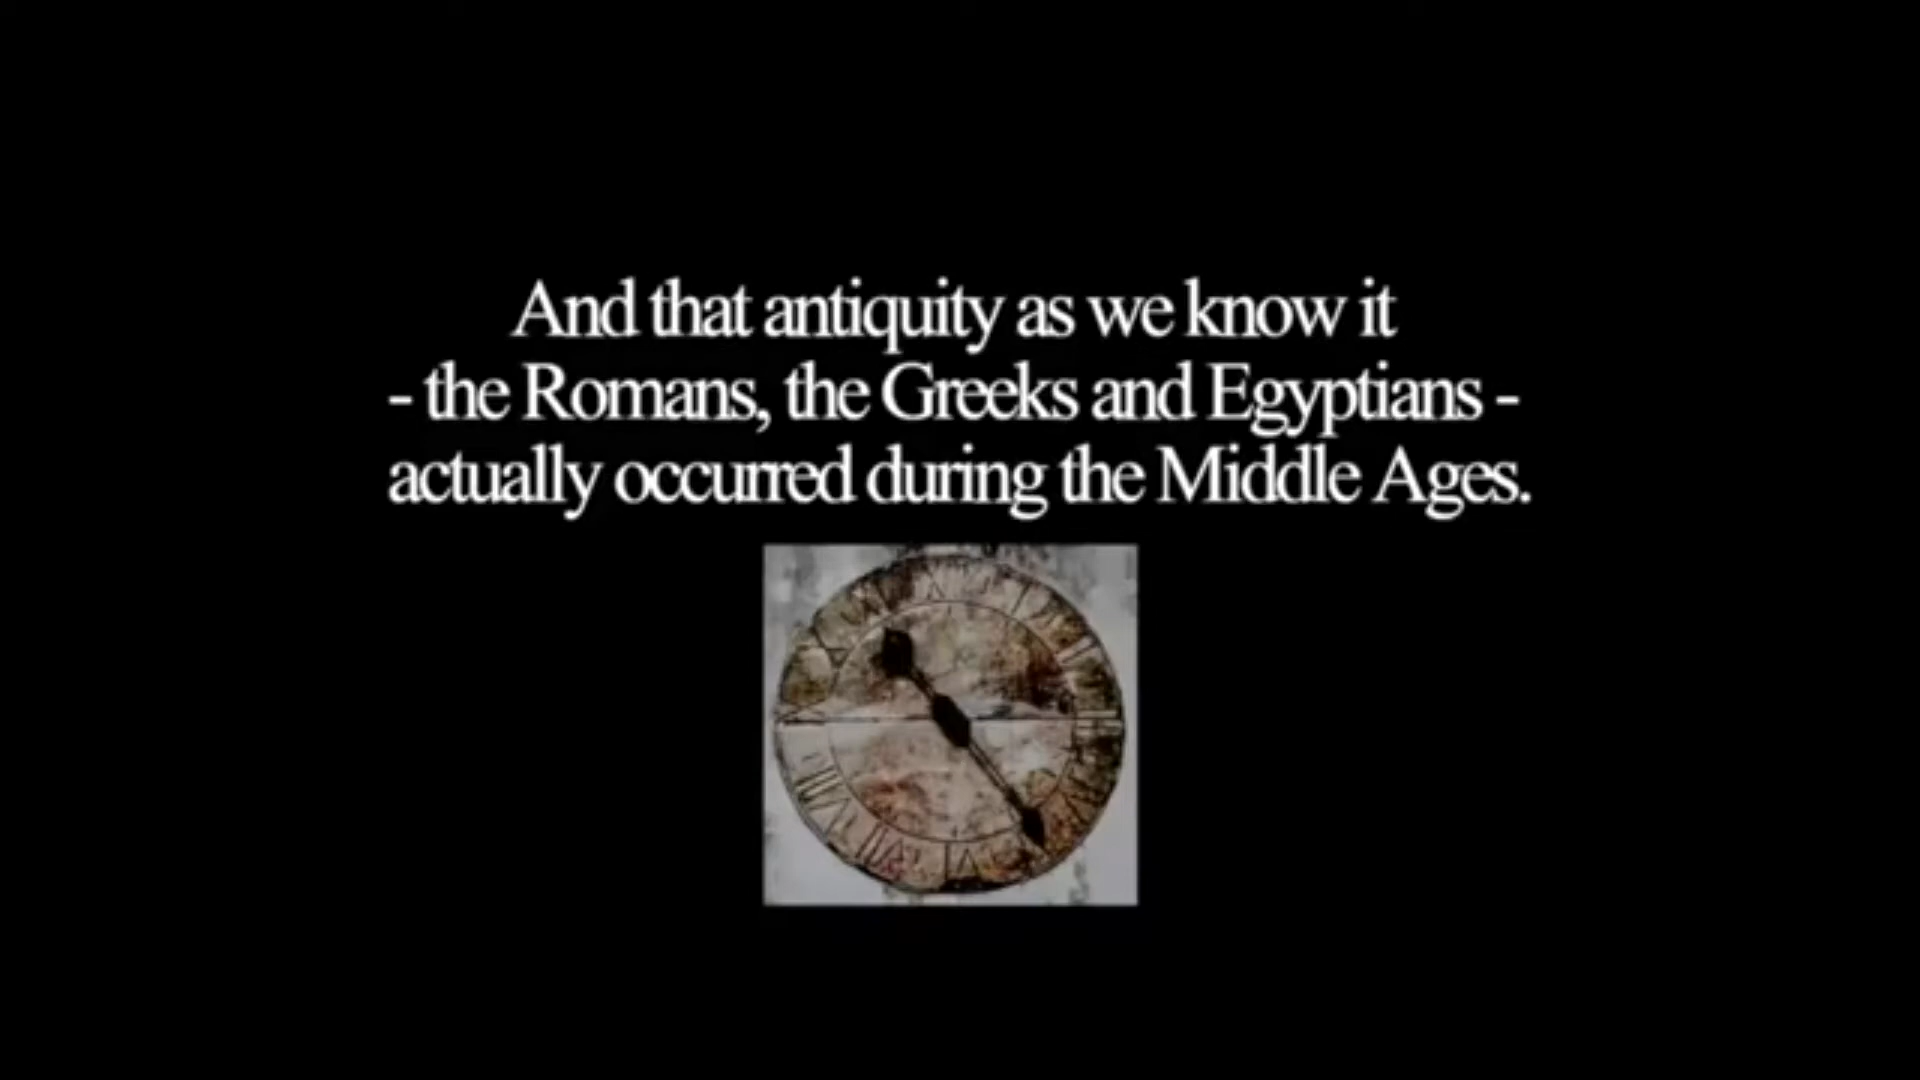 And that antiquity as we know it
- the Romans, the Greeks and Egyptians -
actually occurred during the Middle Ages.